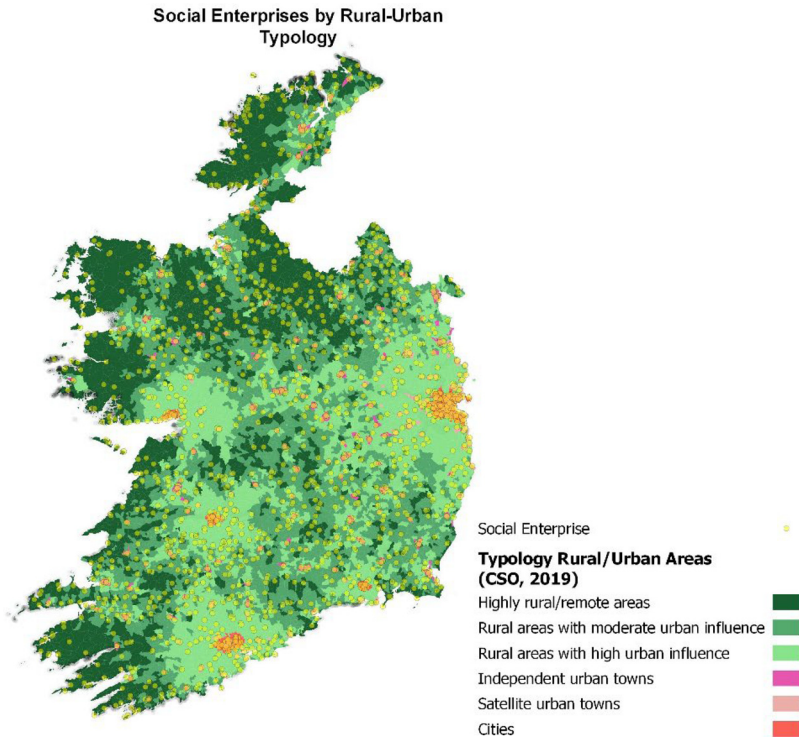 Social Enterprises by Rural-Urban
Typology
Social Enterprise
Typology Rural/Urban Areas
(CSO, 2019)
Highly rural/remote areas
Rural areas with moderate urban influence
Rural areas with high urban influence
Independent urban towns
Satellite urban towns
Cities